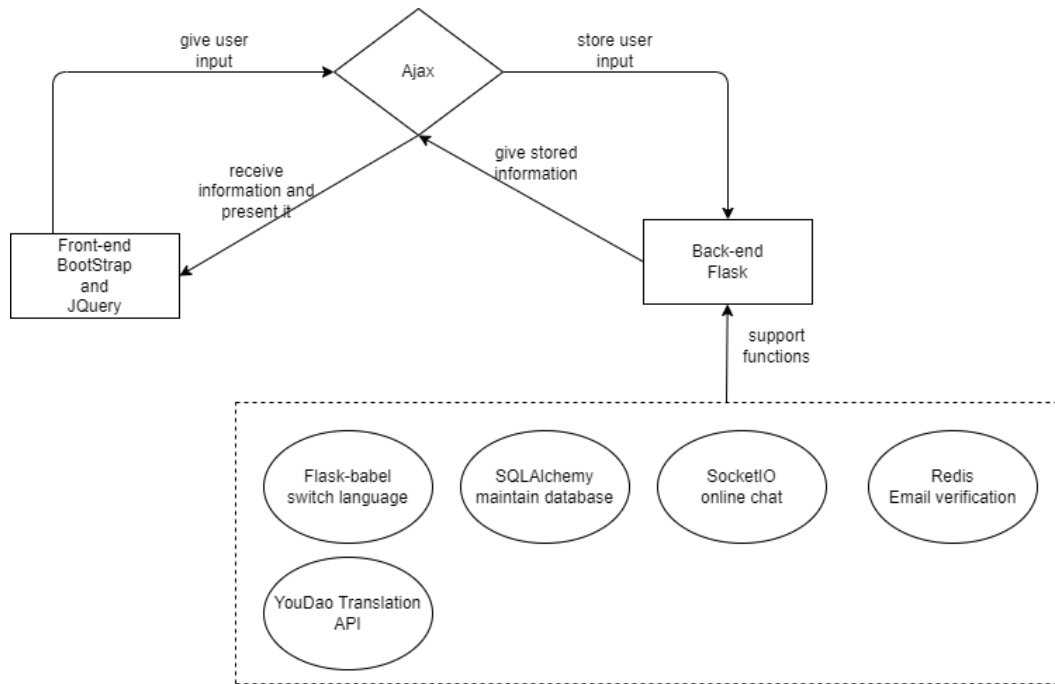 give user
input
Ajax
store user
input
receive
information and
present it
give stored
information
Front-end
BootStrap
and
JQuery
Back-end
Flask
support
functions
Flask-babel
switch language
SQLAlchemy
maintain database
SocketIO
online chat
Redis
Email verification
YouDao Translation
API